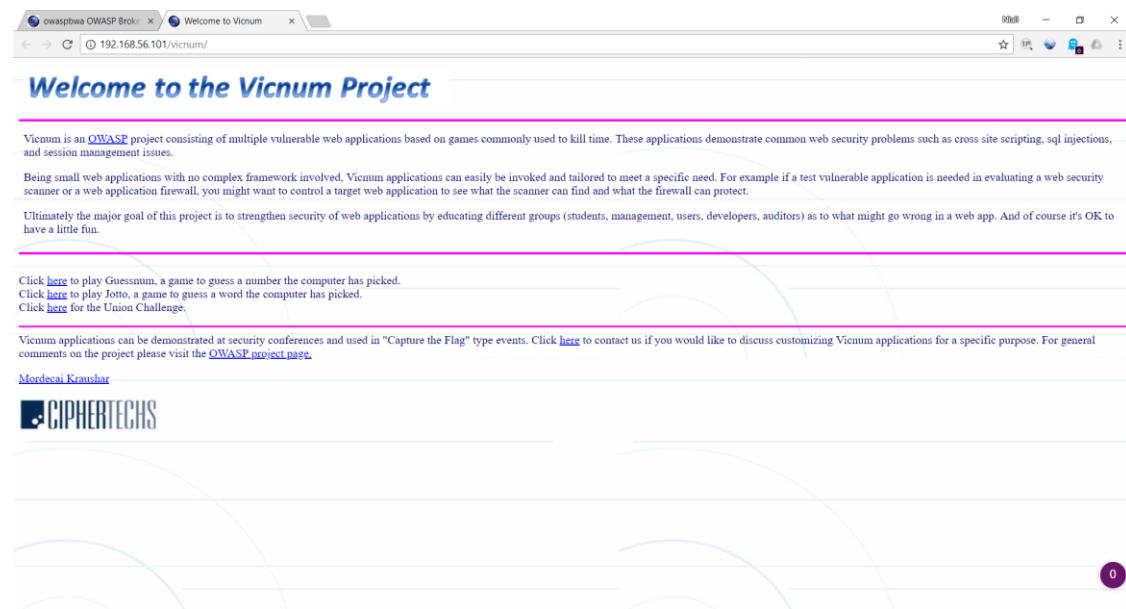 owaspbwa OWASP Broke
Welcome to Vicnum
192.168.56.101/vicnum/
Welcome to the Vicnum Project
Vicnum is an OWASP project consisting of multiple vulnerable web applications based on games commonly used to kill time. These applications demonstrate common web security problems such as cross site scripting, sql injections,
and session management issues.
Being small web applications with no complex framework involved, Vicnum applications can easily be invoked and tailored to meet a specific need. For example if a test vulnerable application is needed in evaluating a web security
scanner or a web application firewall, you might want to control a target web application to see what the scanner can find and what the firewall can protect.
Ultimately the major goal of this project is to strengthen security of web applications by educating different groups (students, management, users, developers, auditors) as to what might go wrong in a web app. And of course it's OK to
have a little fun.
Click here to play Guessnum, a game to guess a number the computer has picked.
Click here to play Jotto, a game to guess a word the computer has picked.
Click here for the Union Challenge.
Vicnum applications can be demonstrated at security conferences and used in "Capture the Flag" type events. Click here to contact us if you would like to discuss customizing Vicnum applications for a specific purpose. For general
comments on the project please visit the OWASP project page.
Mordecai Kraushar
CIPHERTECHS
0